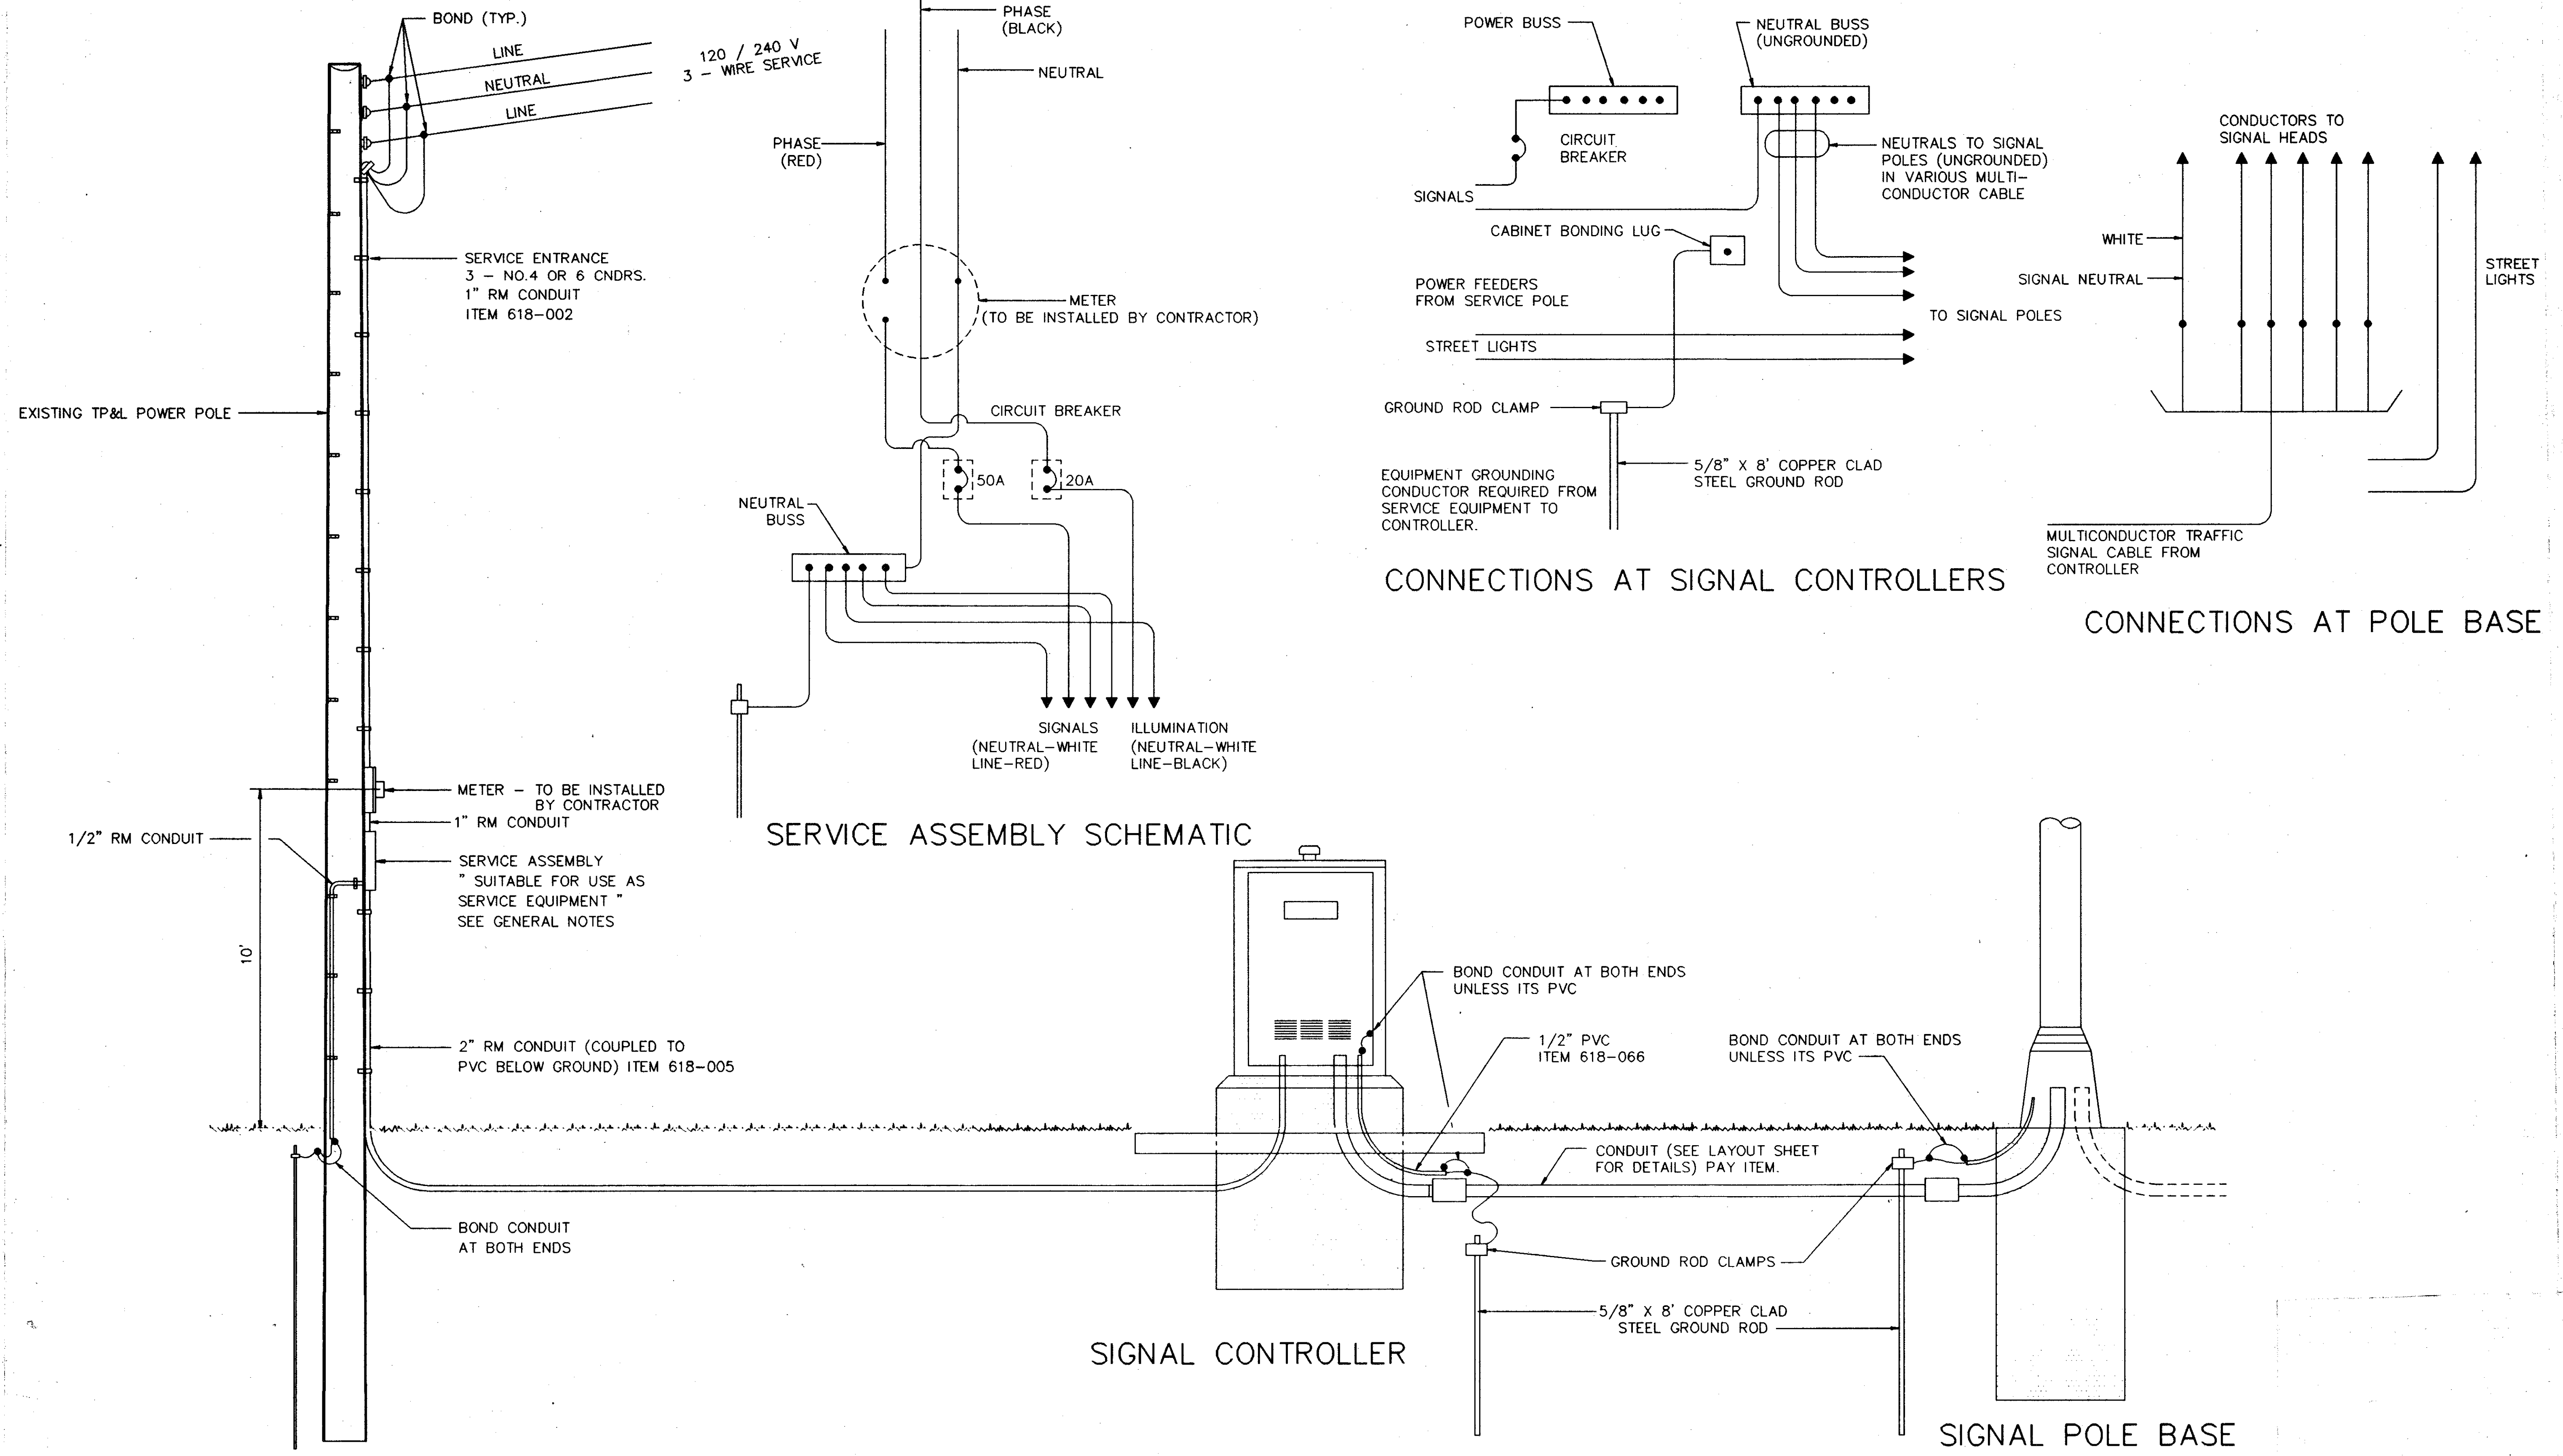 BOND (TYP.)
LINE
NEUTRAL
LINE
120 / 240 V
3 - WIRE SERVICE
SERVICE ENTRANCE
3 - NO.4 OR 6 CNDRS.
1" RM CONDUIT
ITEM 618-002
EXISTING TP&L POWER POLE
METER - TO BE INSTALLED
BY CONTRACTOR
1" RM CONDUIT
1/2" RM CONDUIT
SERVICE ASSEMBLY
" SUITABLE FOR USE AS
SERVICE EQUIPMENT "
SEE GENERAL NOTES
10'
2" RM CONDUIT (COUPLED TO
PVC BELOW GROUND) ITEM 618-005
BOND CONDUIT
AT BOTH ENDS
PHASE
(BLACK)
NEUTRAL
PHASE
(RED)
METER
(TO BE INSTALLED BY CONTRACTOR)
CIRCUIT BREAKER
50A
20A
NEUTRAL
BUSS
SIGNALS
(NEUTRAL-WHITE
LINE-RED)
ILLUMINATION
(NEUTRAL-WHITE
LINE-BLACK)
SERVICE ASSEMBLY SCHEMATIC
POWER BUSS
NEUTRAL BUSS
(UNGROUNDED)
CIRCUIT
BREAKER
NEUTRALS TO SIGNAL
POLES (UNGROUNDED)
IN VARIOUS MULTI-
CONDUCTOR CABLE
SIGNALS
CABINET BONDING LUG
POWER FEEDERS
FROM SERVICE POLE
TO SIGNAL POLES
STREET LIGHTS
GROUND ROD CLAMP
5/8" X 8' COPPER CLAD
STEEL GROUND ROD
EQUIPMENT GROUNDING
CONDUCTOR REQUIRED FROM
SERVICE EQUIPMENT TO
CONTROLLER.
CONNECTIONS AT SIGNAL CONTROLLERS
CONDUCTORS TO
SIGNAL HEADS
WHITE
SIGNAL NEUTRAL
STREET
LIGHTS
MULTICONDUCTOR TRAFFIC
SIGNAL CABLE FROM
CONTROLLER
CONNECTIONS AT POLE BASE
BOND CONDUIT AT BOTH ENDS
UNLESS ITS PVC
1/2" PVC
ITEM 618-066
BOND CONDUIT AT BOTH ENDS
UNLESS ITS PVC
CONDUIT (SEE LAYOUT SHEET
FOR DETAILS) PAY ITEM.
GROUND ROD CLAMPS
5/8" X 8' COPPER CLAD
STEEL GROUND ROD
SIGNAL CONTROLLER
SIGNAL POLE BASE